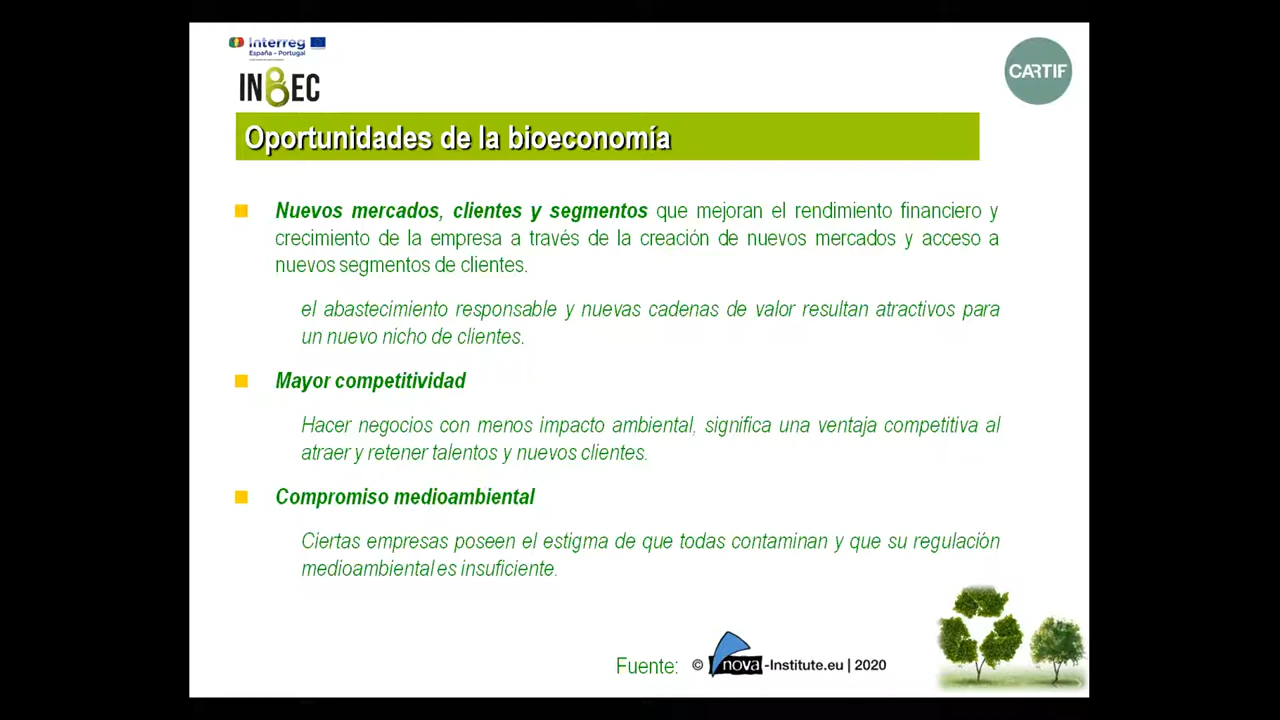 Interreg
España - Portugal
INBEC
CARTIF
Oportunidades de la bioeconomía
Nuevos mercados, clientes y segmentos que mejoran el rendimiento financiero y
crecimiento de la empresa a través de la creación de nuevos mercados y acceso a
nuevos segmentos de clientes.
el abastecimiento responsable y nuevas cadenas de valor resultan atractivos para
un nuevo nicho de clientes.
Mayor competitividad
Hacer negocios con menos impacto ambiental, significa una ventaja competitiva al
atraer y retener talentos y nuevos clientes.
Compromiso medioambiental
Ciertas empresas poseen el estigma de que todas contaminan y que su regulación
medioambiental es insuficiente.
Fuente: © nova-Institute.eu | 2020